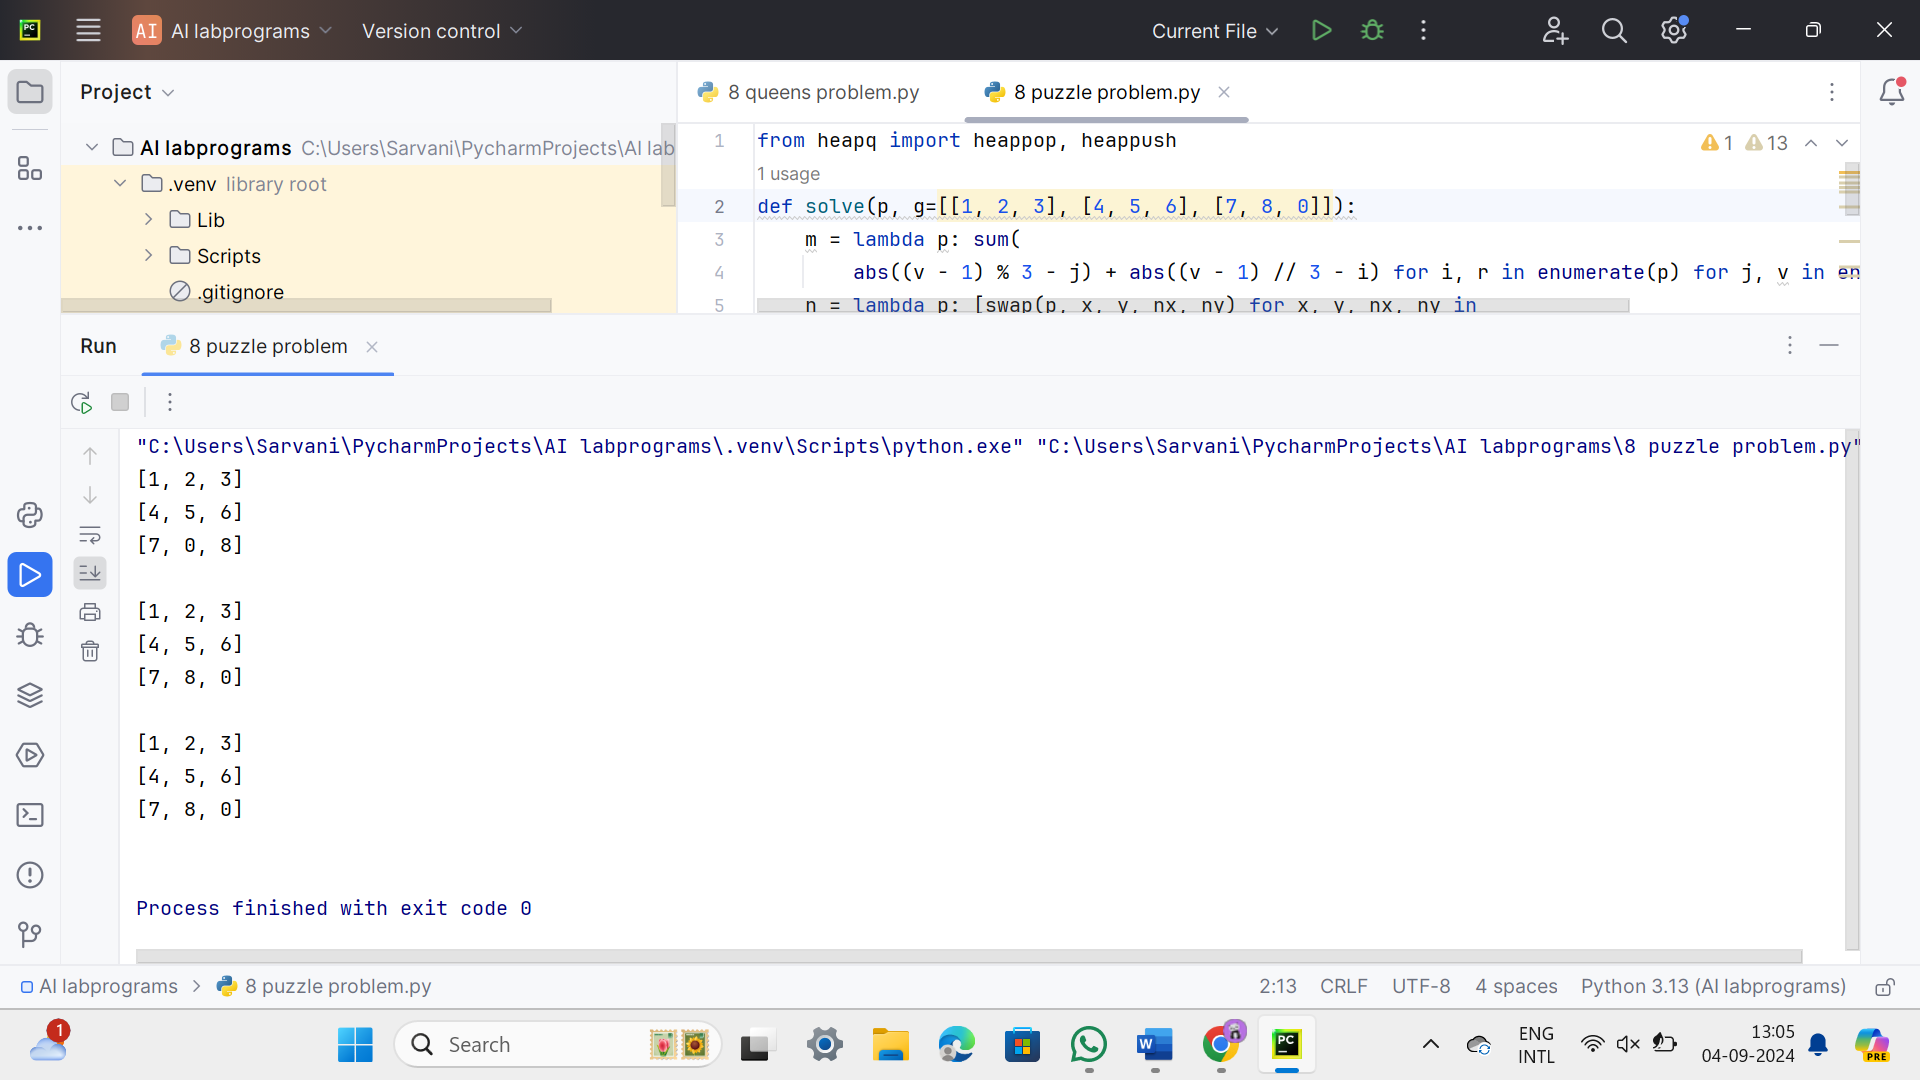 AI AI labprograms Version control Current File
Project
8 queens problem.py 8 puzzle problem.py
AI labprograms C:\Users\Sarvani\PycharmProjects\AI lab
.venv library root
Lib
Scripts
.gitignore
1 from heapq import heappop, heappush
1 usage
2 def solve(p, g=[[1, 2, 3], [4, 5, 6], [7, 8, 0]]):
3 m = lambda p: sum(
4 abs((v - 1) % 3 - j) + abs((v - 1) // 3 - i) for i, r in enumerate(p) for j, v in en
5 n = lambda p: [swap(p, x, y, nx, ny) for x, y, nx, ny in
1 13
Run 8 puzzle problem
"C:\Users\Sarvani\PycharmProjects\AI labprograms\.venv\Scripts\python.exe" "C:\Users\Sarvani\PycharmProjects\AI labprograms\8 puzzle problem.py"
[1, 2, 3]
[4, 5, 6]
[7, 0, 8]
[1, 2, 3]
[4, 5, 6]
[7, 8, 0]
[1, 2, 3]
[4, 5, 6]
[7, 8, 0]
Process finished with exit code 0
AI labprograms 8 puzzle problem.py 2:13 CRLF UTF-8 4 spaces Python 3.13 (AI labprograms)
1
Search
ENG
INTL
13:05
04-09-2024
PC
W
PC
PRE